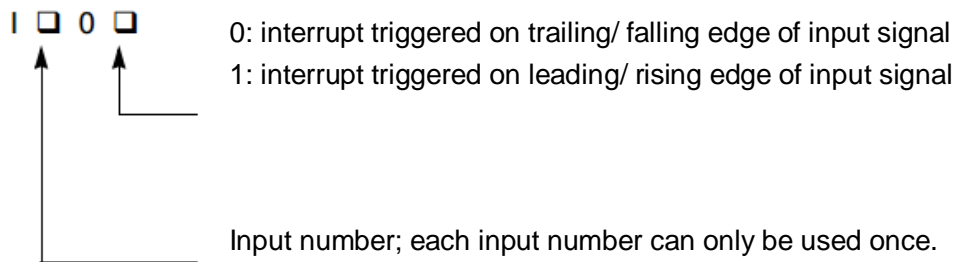 I ❑ 0 ❑
0: interrupt triggered on trailing/ falling edge of input signal
1: interrupt triggered on leading/ rising edge of input signal
Input number; each input number can only be used once.